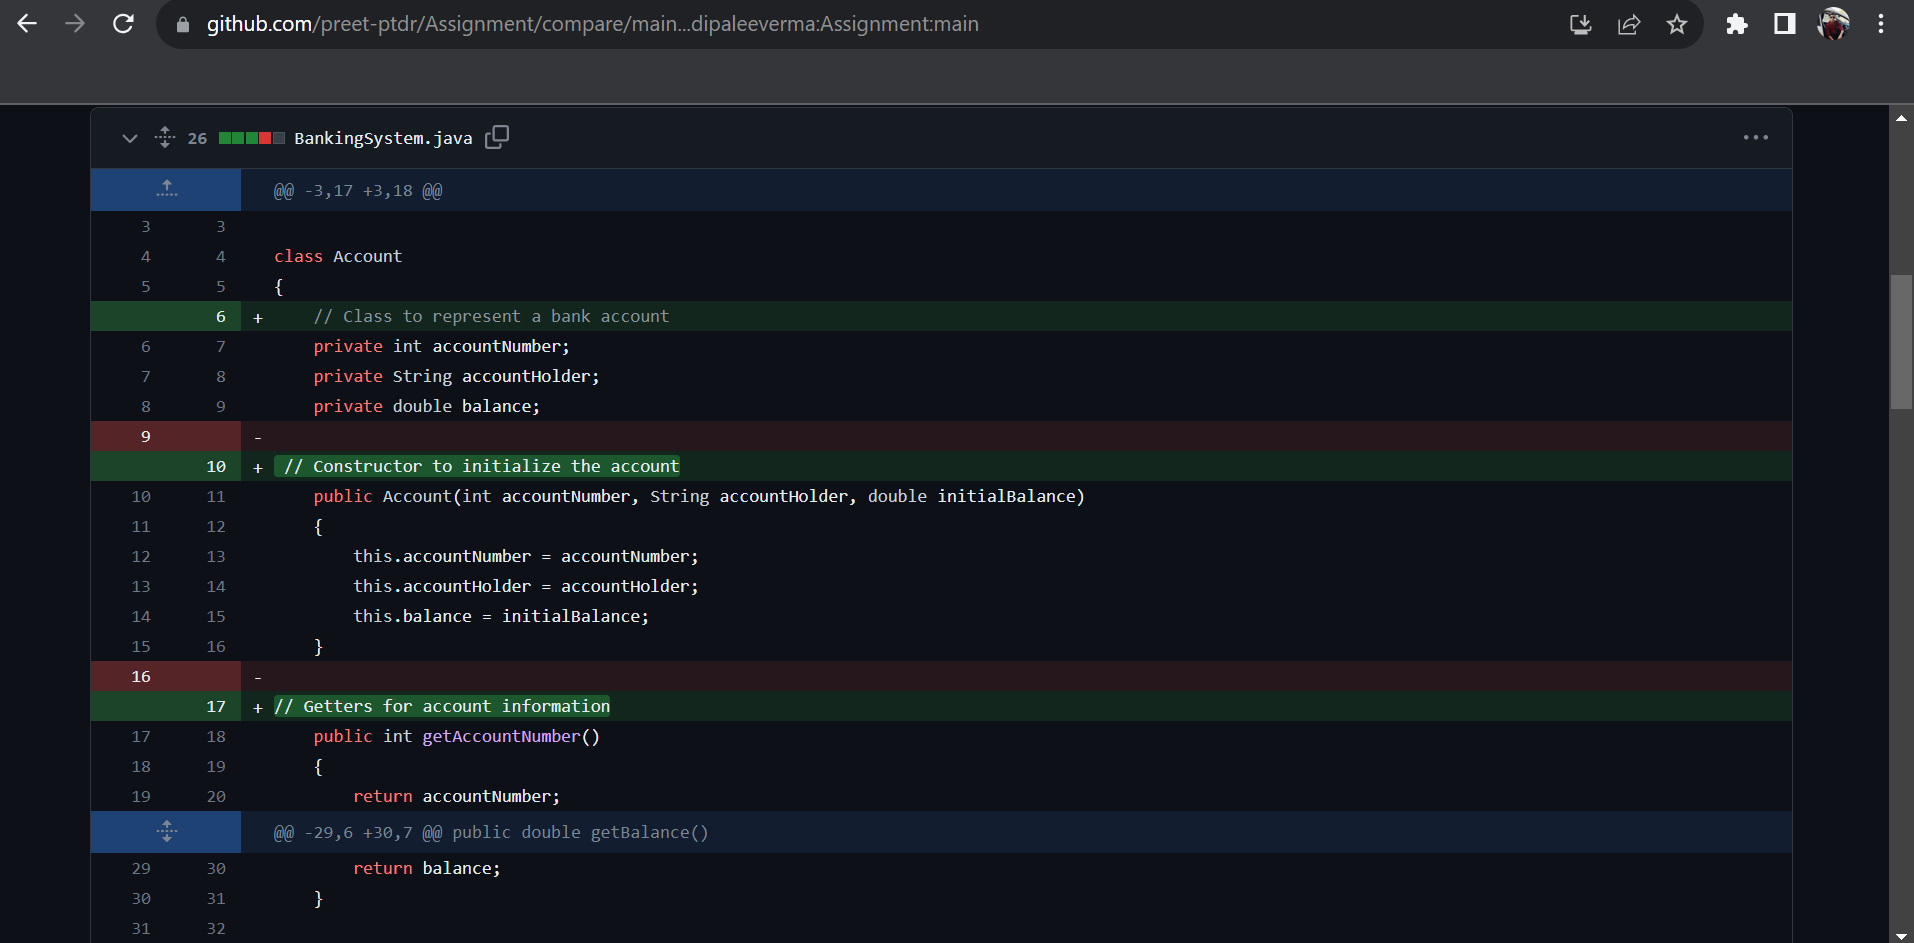 github.com/preet-ptdr/Assignment/compare/main...dipaleeverma:Assignment:main
26 BankingSystem.java
@@ -3,17 +3,18 @@
3 3
4 4 class Account
5 5 {
6 + // Class to represent a bank account
6 7 private int accountNumber;
7 8 private String accountHolder;
8 9 private double balance;
9 -
10 + // Constructor to initialize the account
10 11 public Account(int accountNumber, String accountHolder, double initialBalance)
11 12 {
12 13 this.accountNumber = accountNumber;
13 14 this.accountHolder = accountHolder;
14 15 this.balance = initialBalance;
15 16 }
16 -
17 + // Getters for account information
17 18 public int getAccountNumber()
18 19 {
19 20 return accountNumber;
@@ -29,6 +30,7 @@ public double getBalance()
29 30 return balance;
30 31 }
31 32